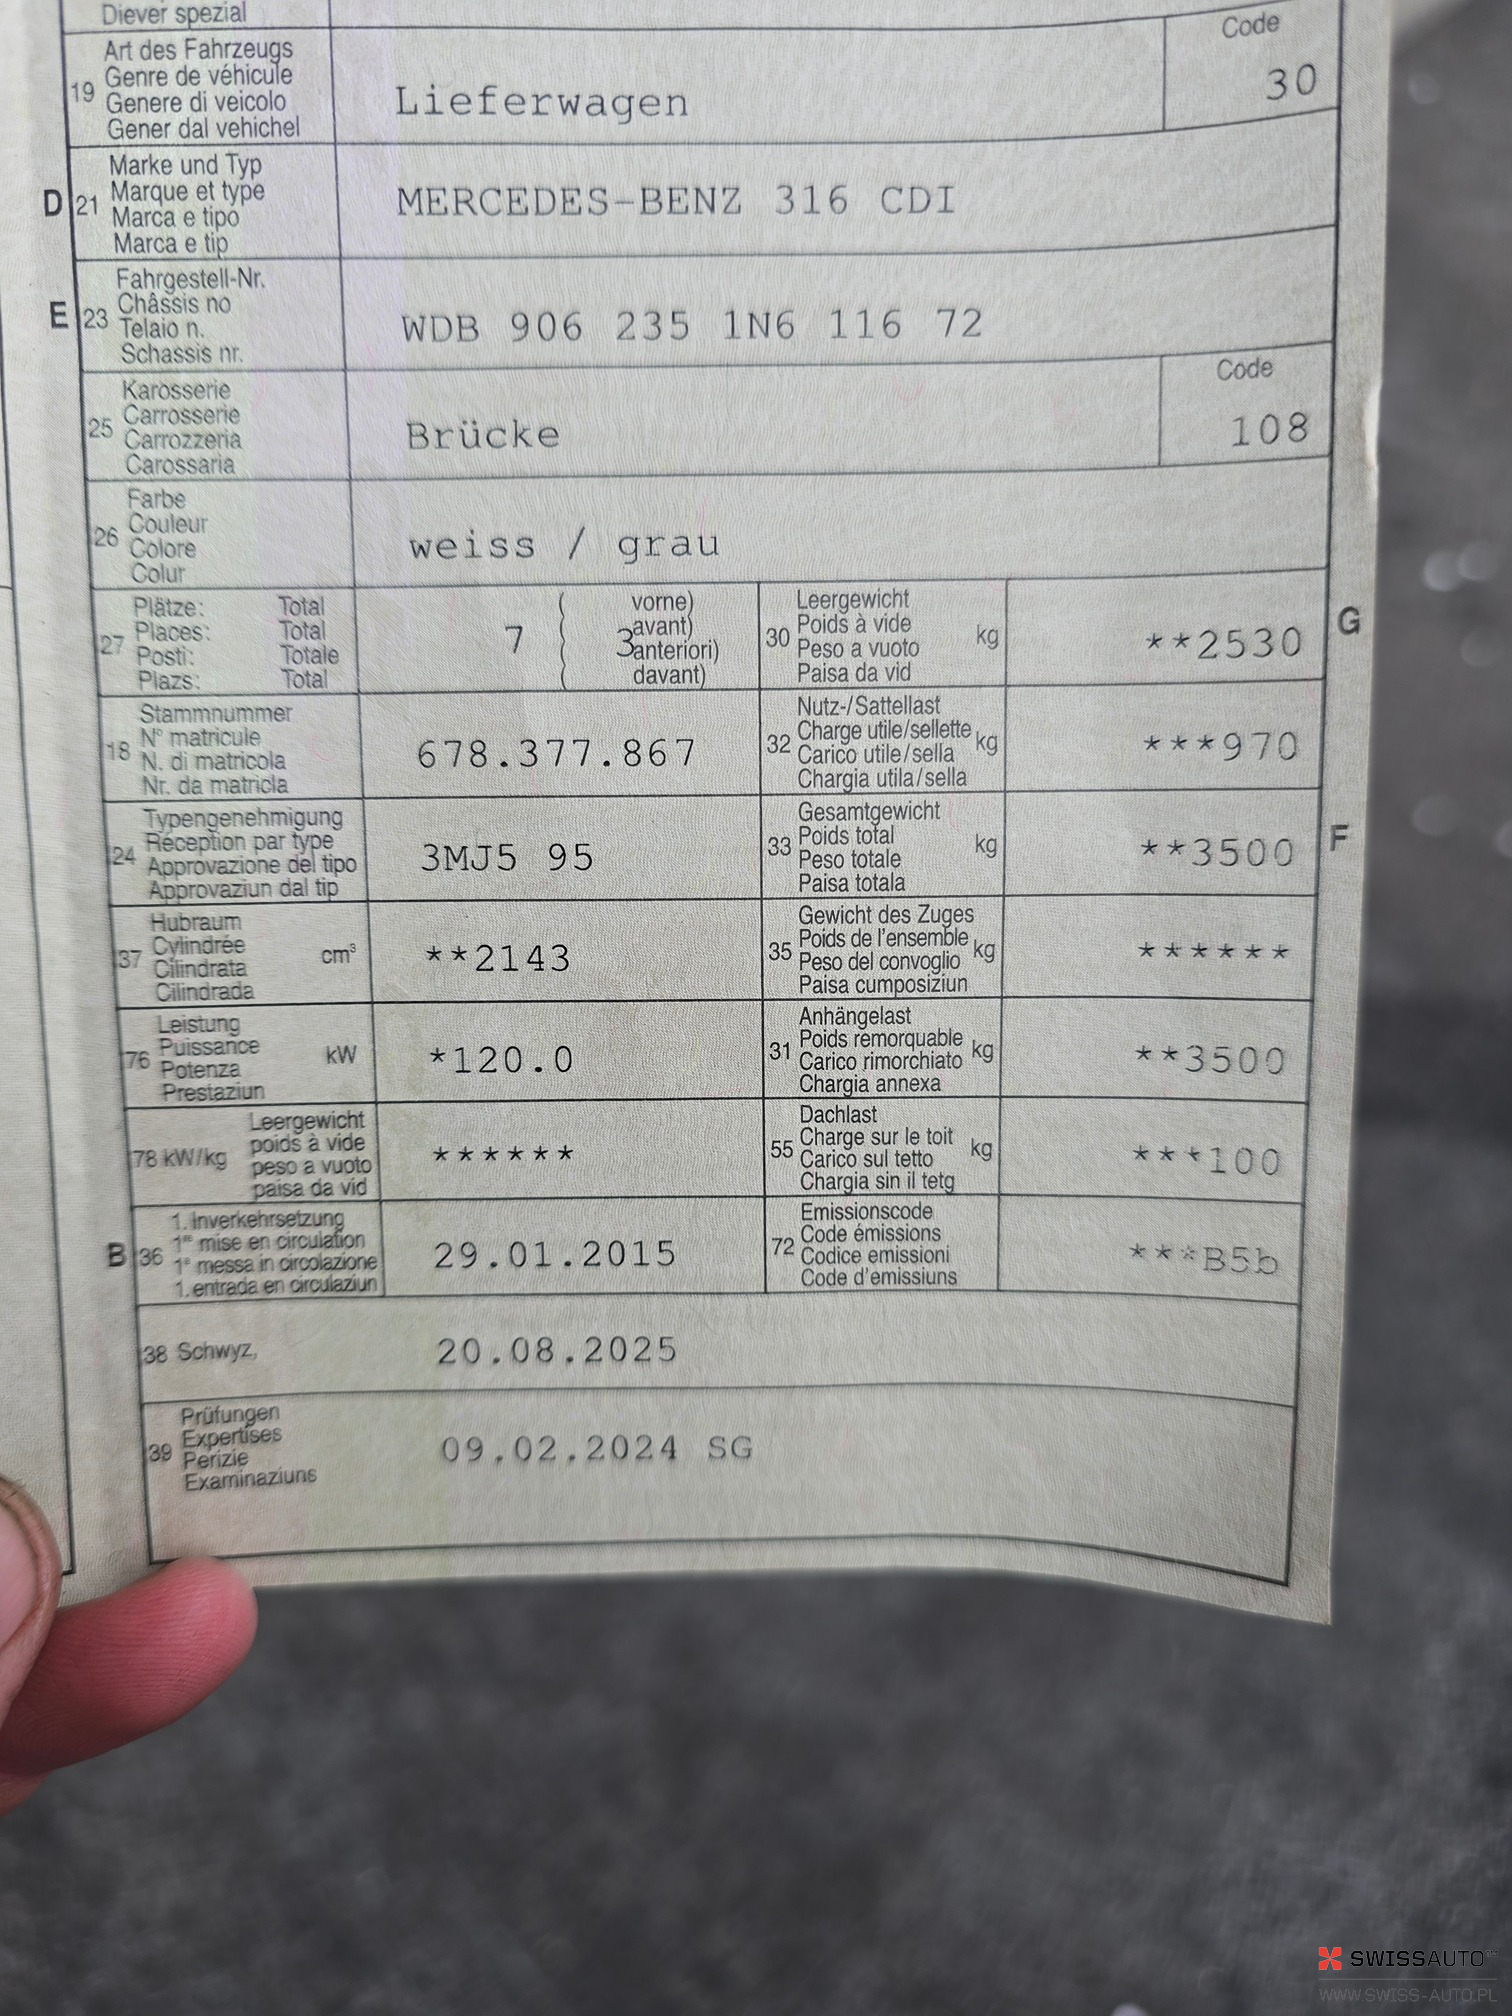 Diever spezial
19 Art des Fahrzeugs
Genre de véhicule
Genere di veicolo
Gener dal vehichel
Lieferwagen
Code
30
D 21 Marke und Typ
Marque et type
Marca e tipo
Marca e tip
MERCEDES-BENZ 316 CDI
E 23 Fahrgestell-Nr.
Châssis no
Telaio n.
Schassis nr.
WDB 906 235 1N6 116 72
25 Karosserie
Carrosserie
Carrozzeria
Carossaria
Brücke
Code
108
26 Farbe
Couleur
Colore
Colur
weiss / grau
27 Plätze: Total
Places: Total
Posti: Totale
Plazs: Total
7 ( 3 vorne)
( avant)
( anteriori)
( davant)
30 Leergewicht
Poids à vide kg
Peso a vuoto
Paisa da vid
**2530
G
18 Stammnummer
N° matricule
N. di matricola
Nr. da matricla
678.377.867
32 Nutz-/Sattellast
Charge utile/sellette kg
Carico utile/sella
Chargia utila/sella
***970
24 Typengenehmigung
Réception par type
Approvazione del tipo
Approvaziun dal tip
3MJ5 95
33 Gesamtgewicht
Poids total kg
Peso totale
Paisa totala
**3500
F
37 Hubraum
Cylindrée cm³
Cilindrata
Cilindrada
**2143
35 Gewicht des Zuges
Poids de l'ensemble kg
Peso del convoglio
Paisa cumposiziun
******
76 Leistung
Puissance kW
Potenza
Prestaziun
*120.0
31 Anhängelast
Poids remorquable kg
Carico rimorchiato
Chargia annexa
**3500
78 kW/kg Leergewicht
poids à vide
peso a vuoto
paisa da vid
******
55 Dachlast
Charge sur le toit kg
Carico sul tetto
Chargia sin il tetg
***100
B 36 1. Inverkehrsetzung
1re mise en circulation
1a messa in circolazione
1. entrada en circulaziun
29.01.2015
72 Emissionscode
Code émissions
Codice emissioni
Code d'emissiuns
***B5b
38 Schwyz, 20.08.2025
39 Prüfungen
Expertises
Perizie
Examinaziuns
09.02.2024 SG
SWISSAUTO
WWW.SWISS-AUTO.PL